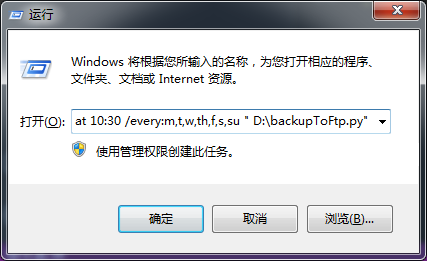 运行
Windows 将根据您所输入的名称，为您打开相应的程序、
文件夹、文档或 Internet 资源。
打开(O): at 10:30 /every:m,t,w,th,f,s,su " D:\backupToFtp.py"
使用管理权限创建此任务。
确定 取消 浏览(B)...